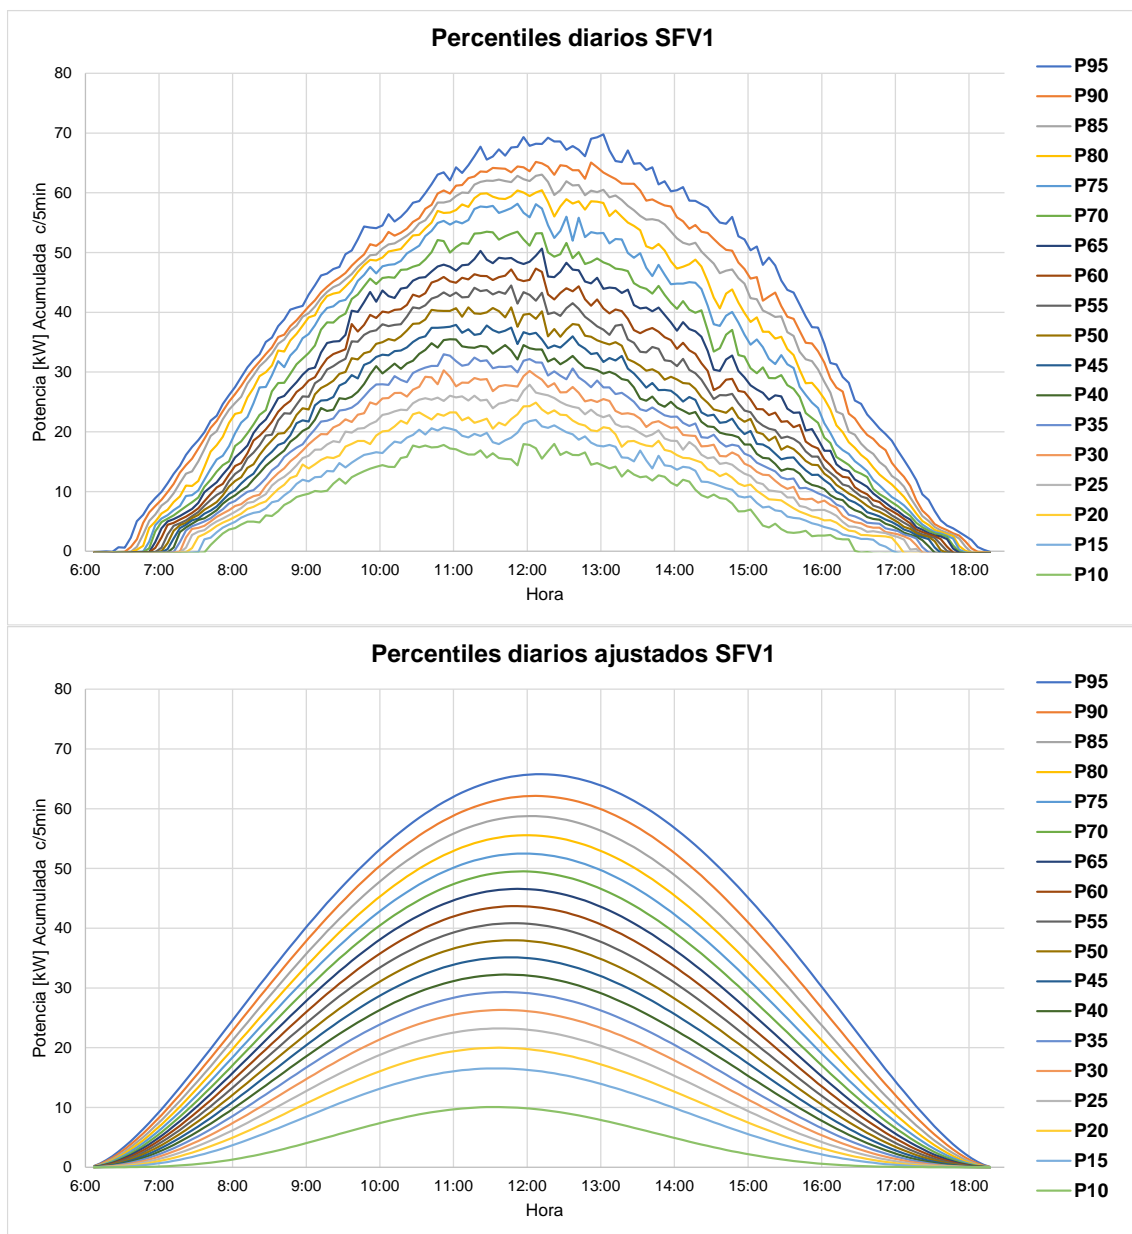 Percentiles diarios SFV1
80
70
60
50
40
30
20
10
0
Potencia [kW] Acumulada c/5min
6:00 7:00 8:00 9:00 10:00 11:00 12:00 13:00 14:00 15:00 16:00 17:00 18:00
Hora
P95
P90
P85
P80
P75
P70
P65
P60
P55
P50
P45
P40
P35
P30
P25
P20
P15
P10
Percentiles diarios ajustados SFV1
80
70
60
50
40
30
20
10
0
Potencia [kW] Acumulada c/5min
6:00 7:00 8:00 9:00 10:00 11:00 12:00 13:00 14:00 15:00 16:00 17:00 18:00
Hora
P95
P90
P85
P80
P75
P70
P65
P60
P55
P50
P45
P40
P35
P30
P25
P20
P15
P10